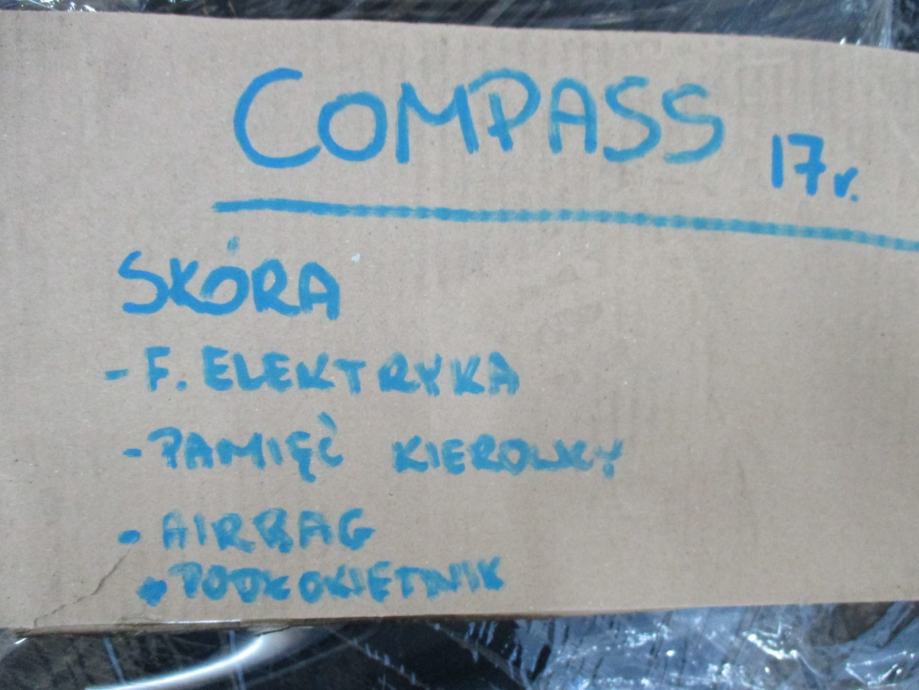 COMPASS 17r.
SKÓRA
- F. ELEKTRYKA
- PAMIĘĆ KIEROWCY
- AIRBAG
• PODŁOKIETNIK